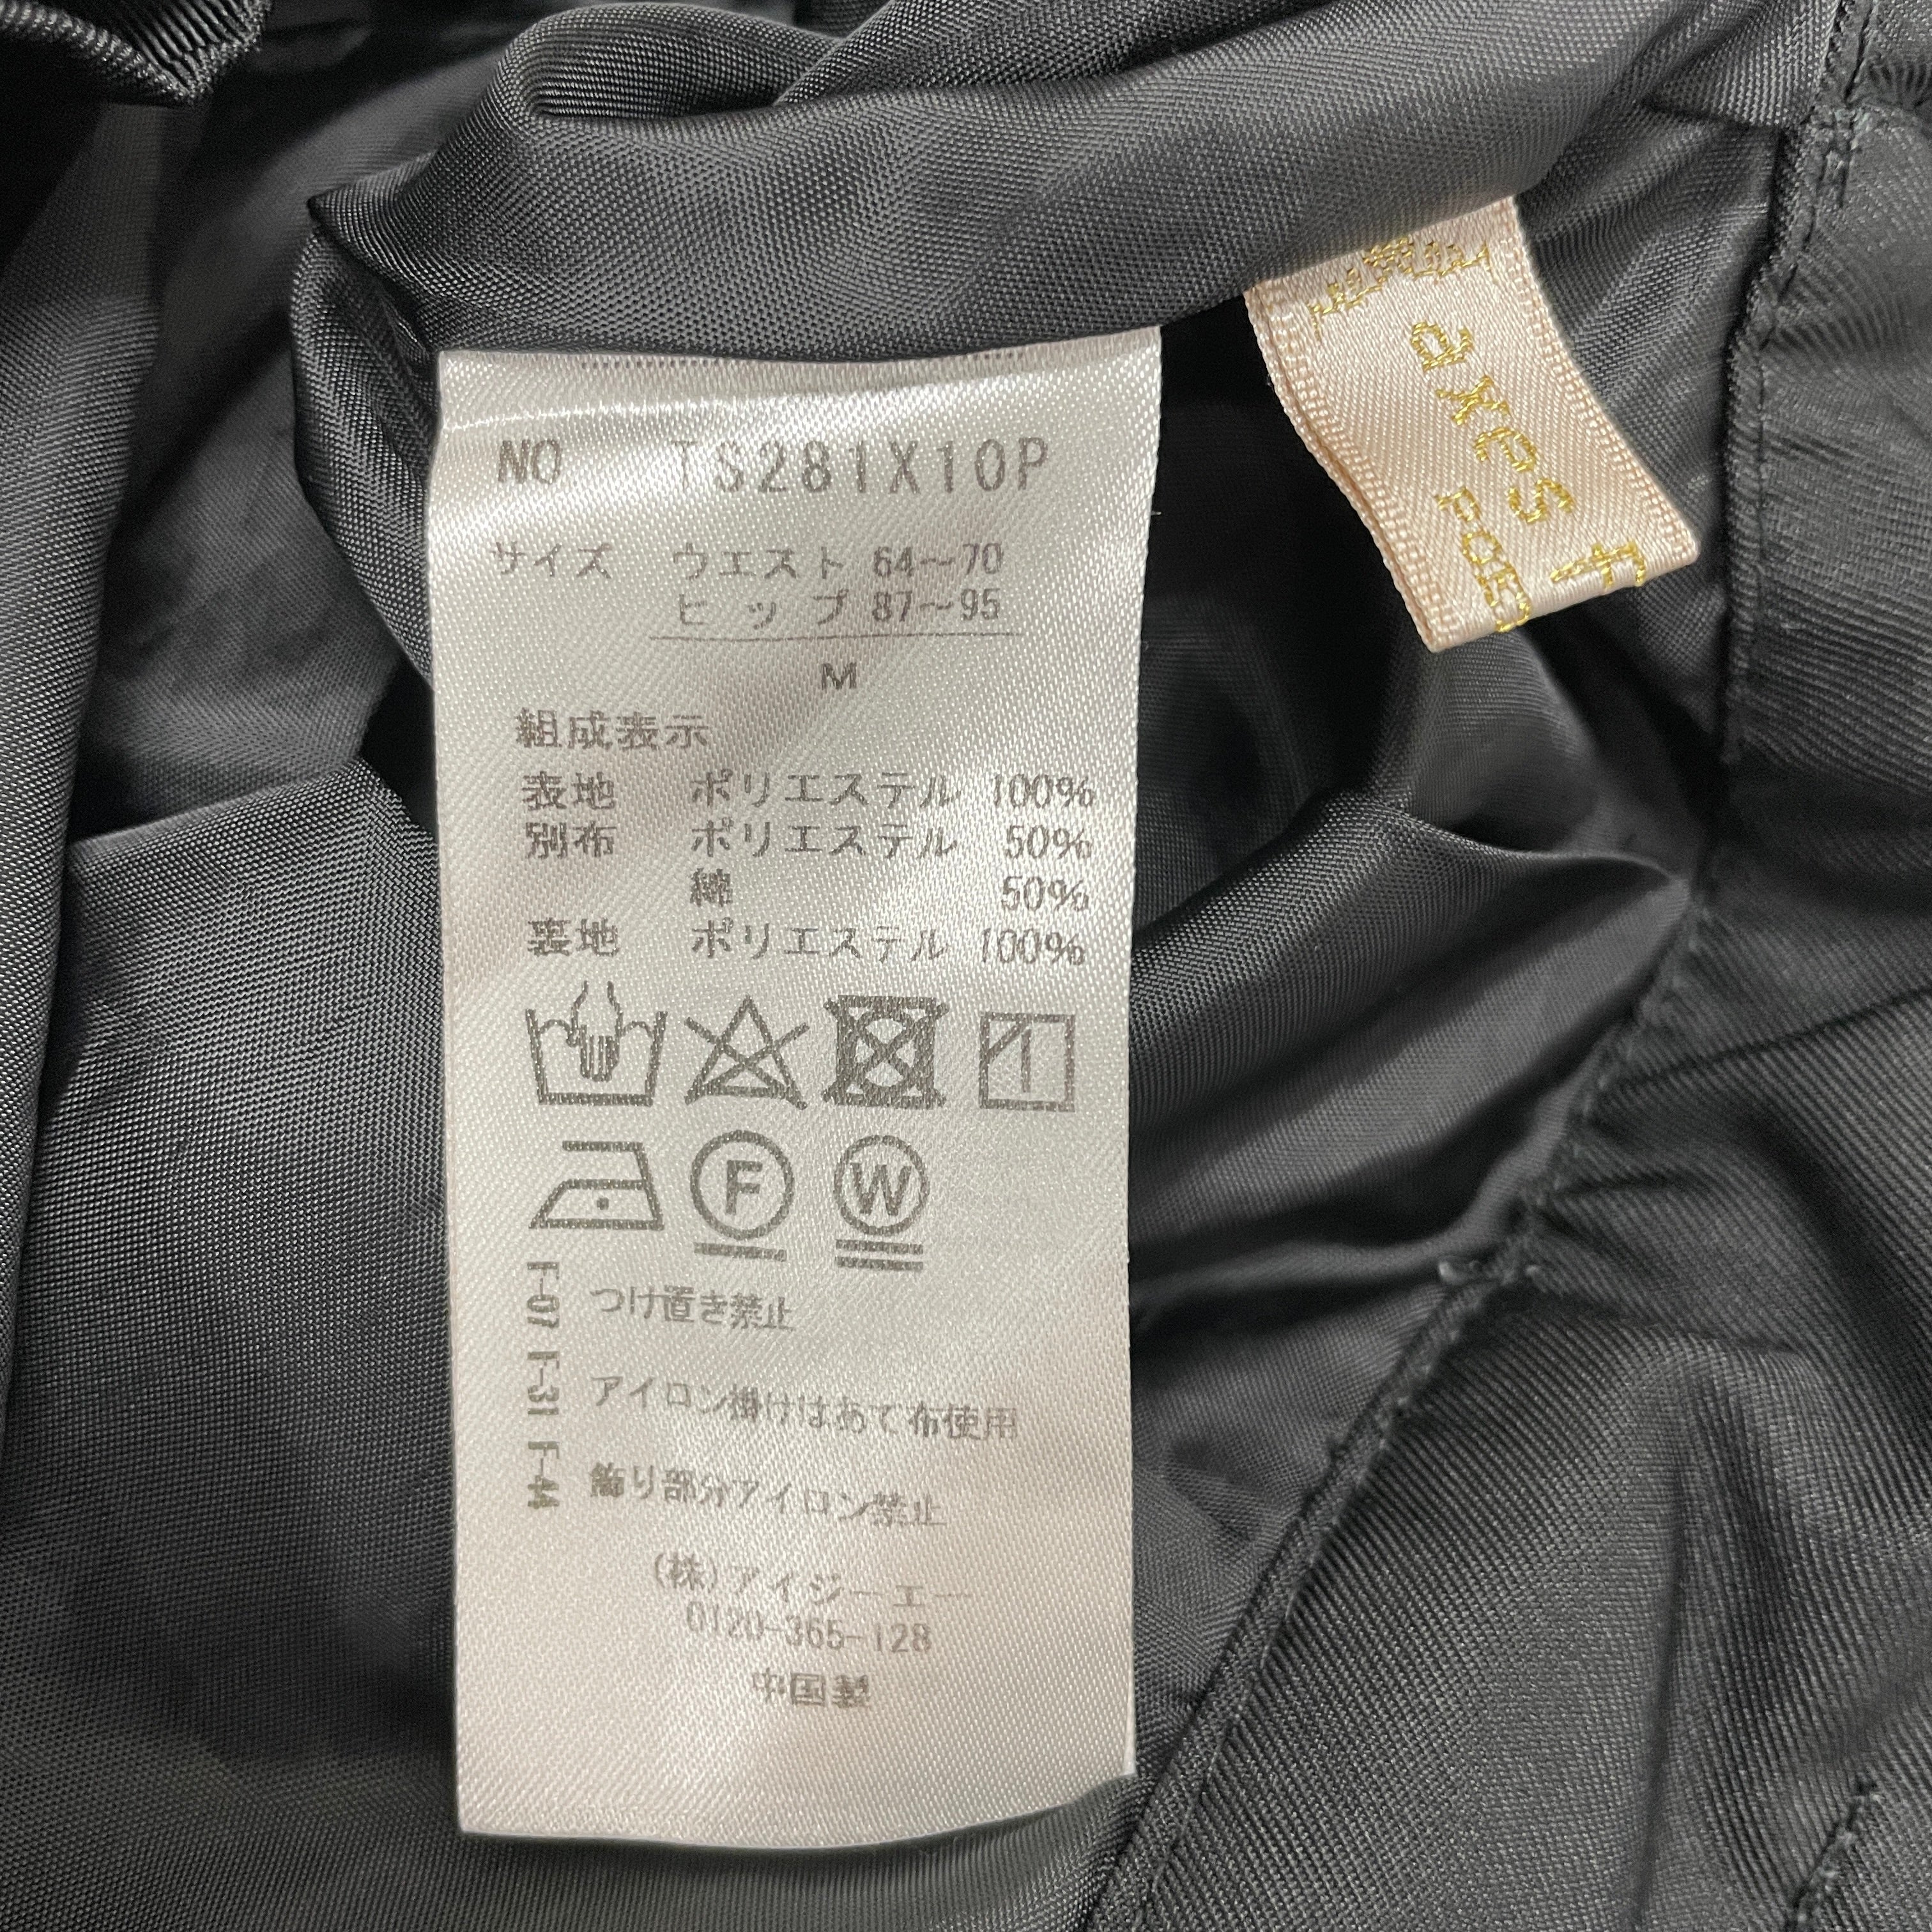 NO TS281X10P
サイズ ウエスト 64〜70
ヒップ 87〜95
M
組成表示
表地 ポリエステル 100%
別布 ポリエステル 50%
綿 50%
裏地 ポリエステル 100%
F
W
F-07 つけ置き禁止
F-31 アイロン掛けはあて布使用
F-44 飾り部分アイロン禁止
(株)アイジーエー
0120-365-128
中国製
axes